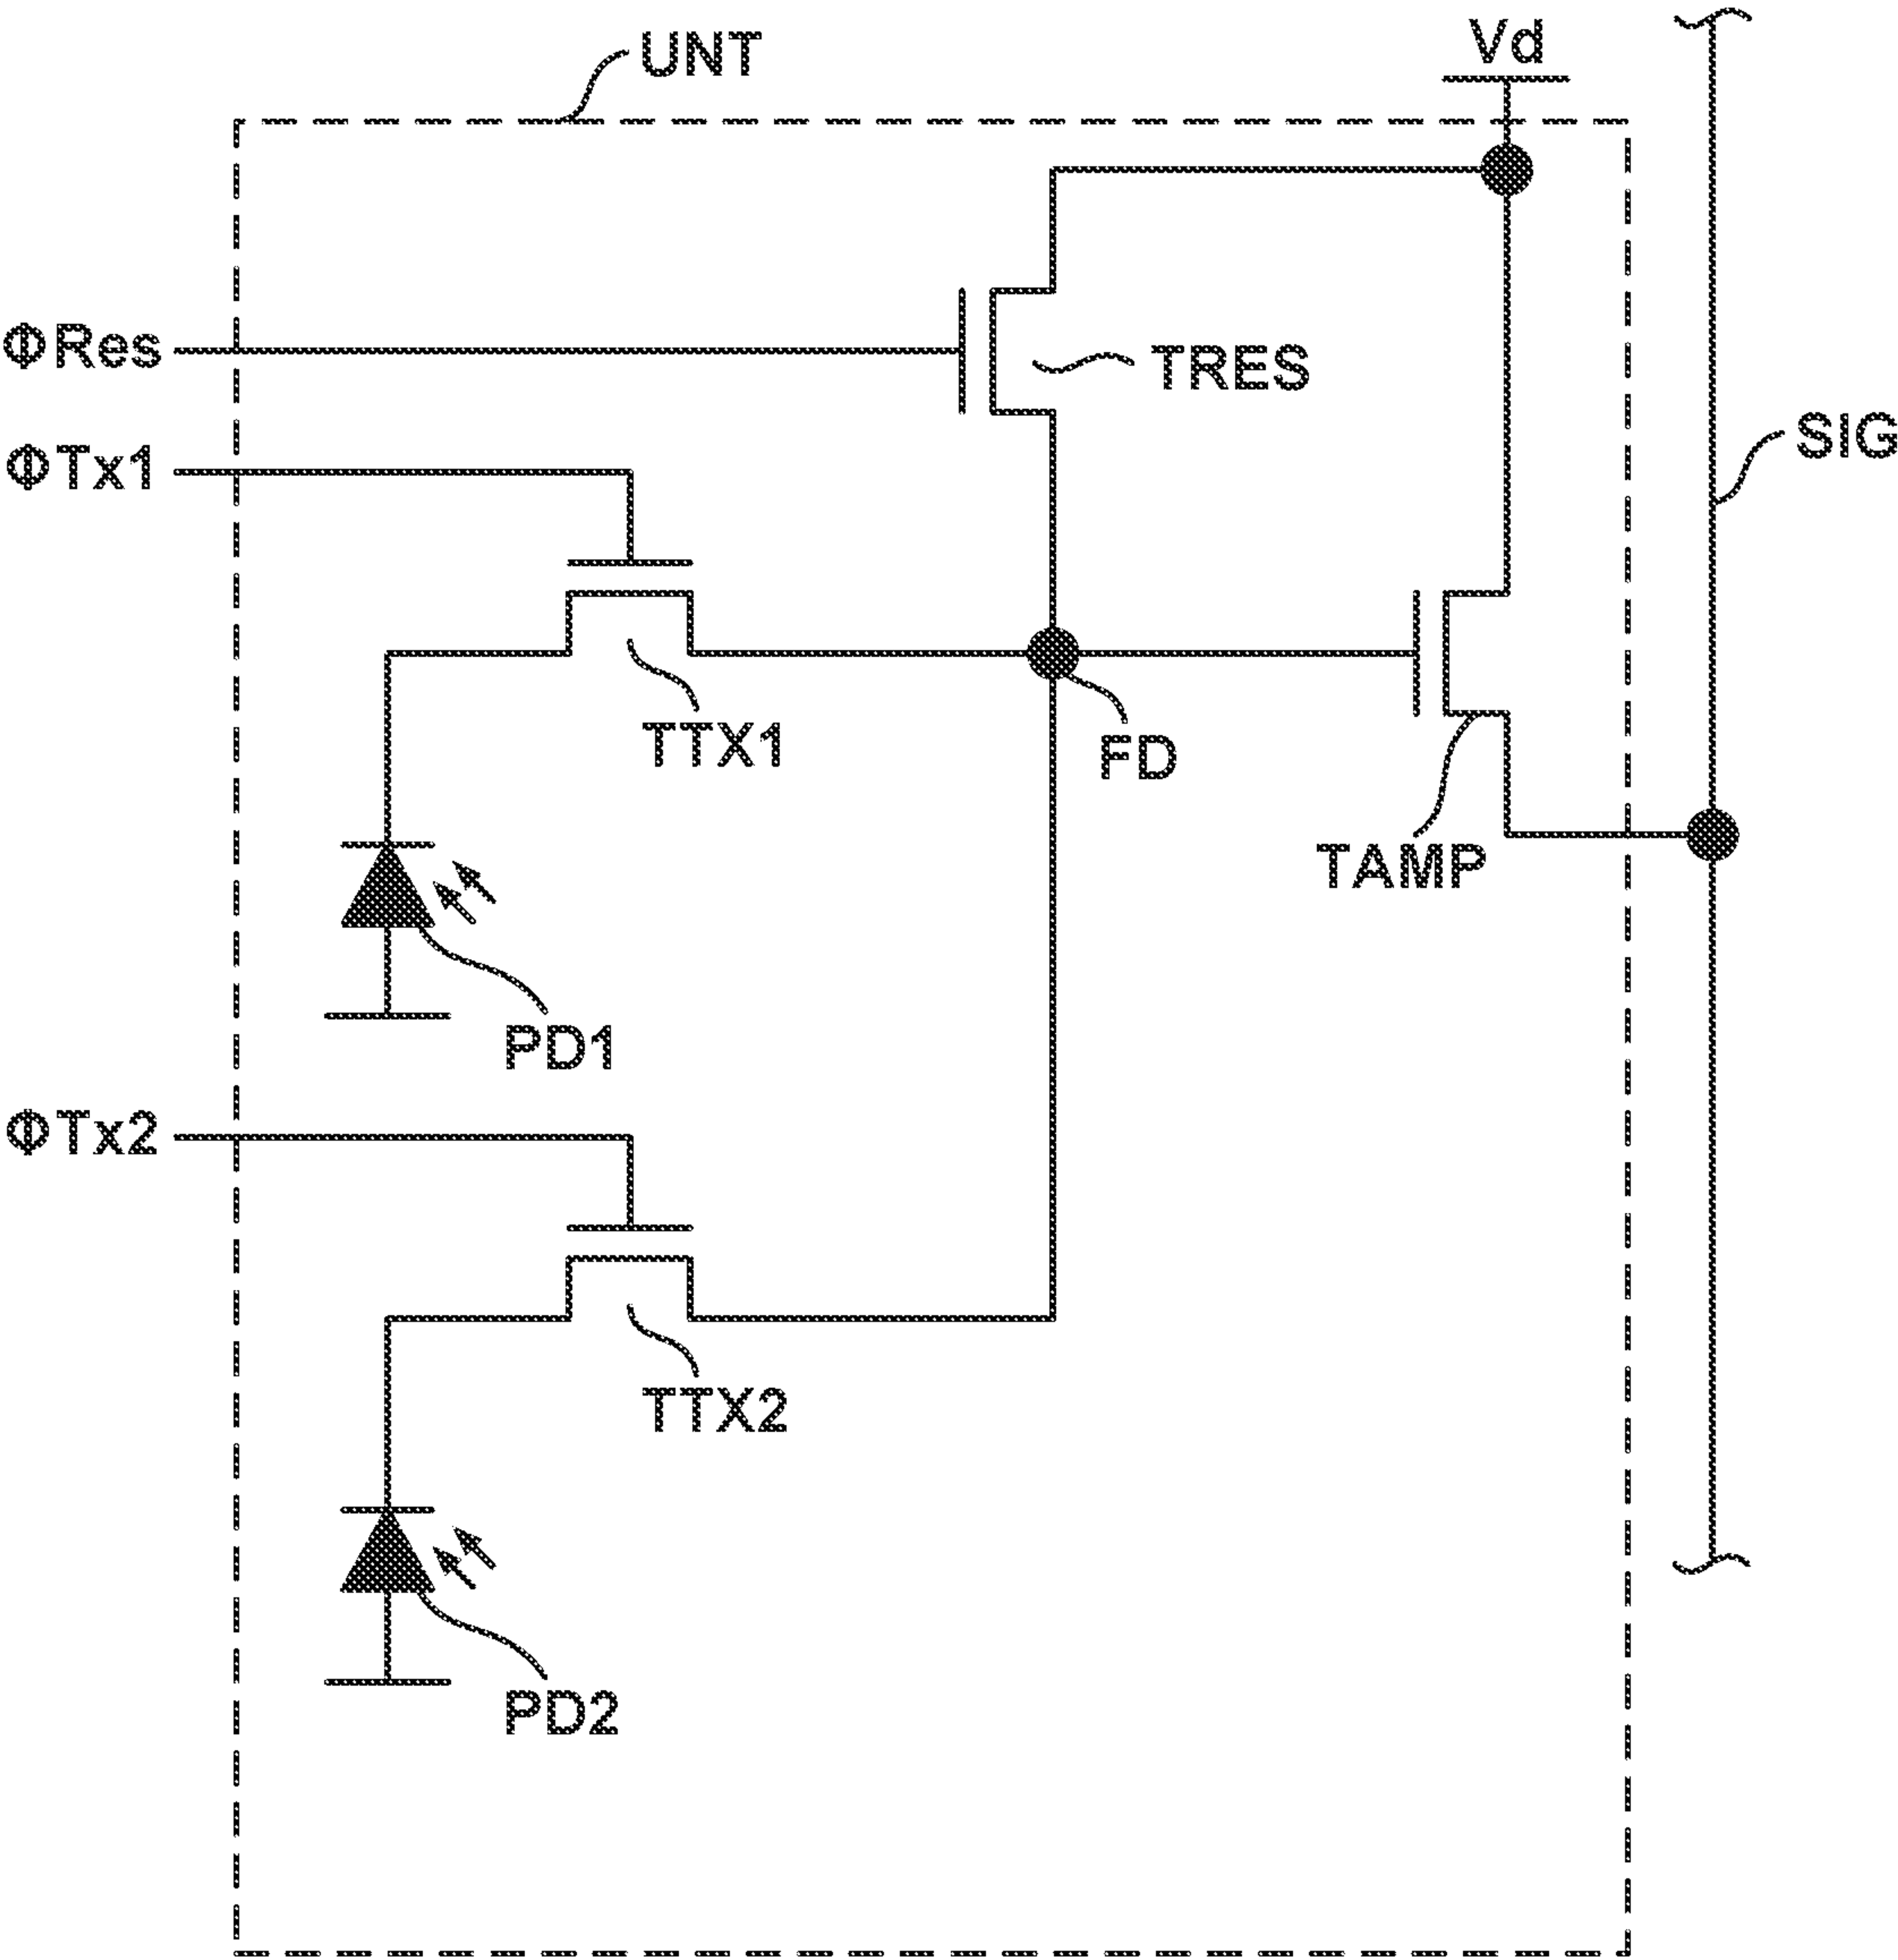 UNT
Vd
ΦRes
TRES
SIG
ΦTx1
TTX1
FD
TAMP
PD1
ΦTx2
TTX2
PD2